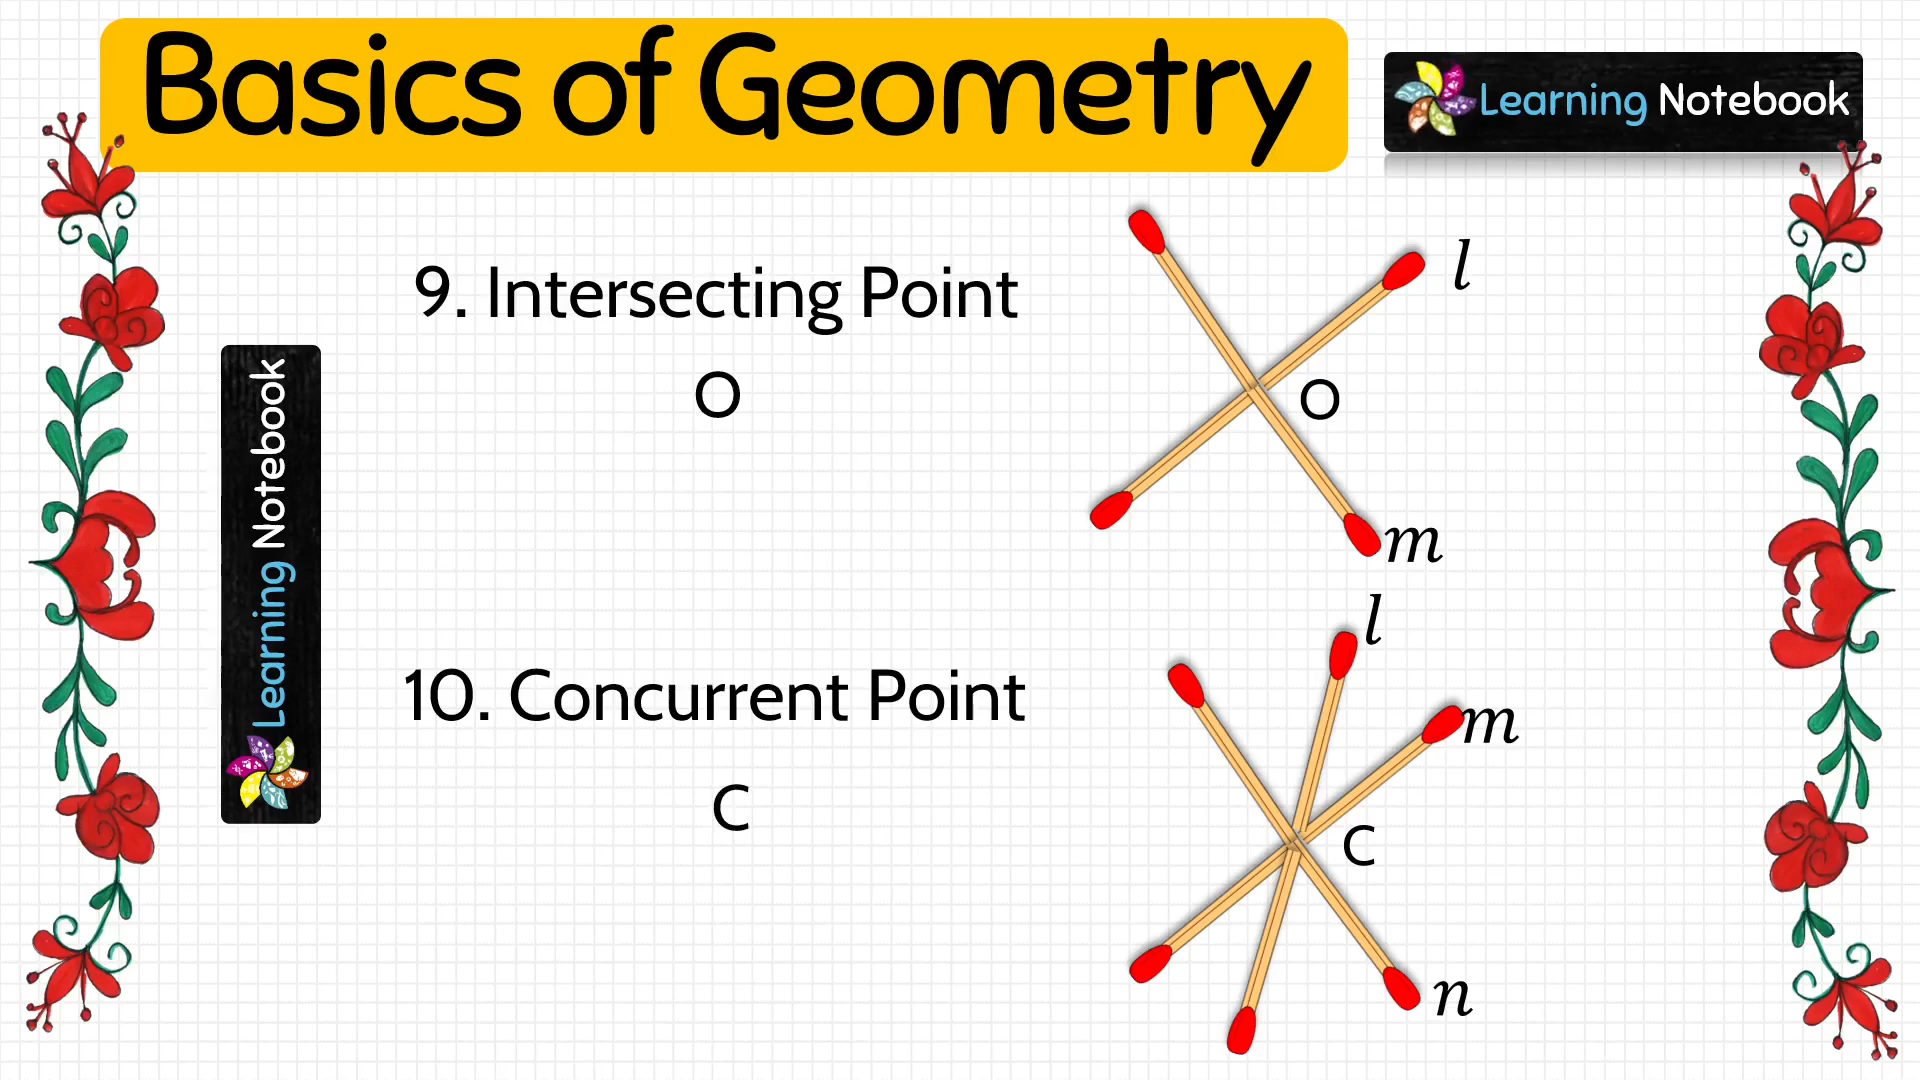 Basics of Geometry
Learning Notebook
9. Intersecting Point
O
l
O
m
Learning Notebook
10. Concurrent Point
C
l
m
C
n